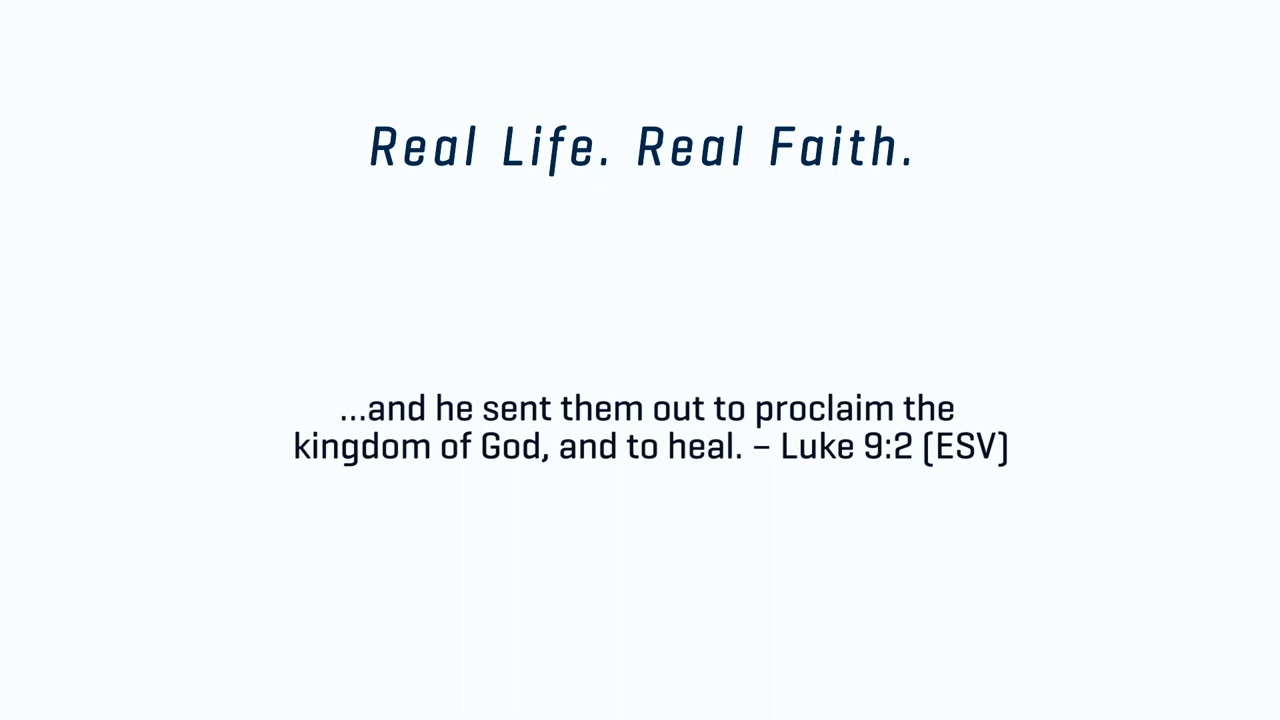 Real Life. Real Faith.
...and he sent them out to proclaim the
kingdom of God, and to heal. – Luke 9:2 (ESV)